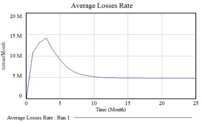 Average Losses Rate
20 M
15 M
10 M
5 M
0
0 5 10 15 20 25
Time (Month)
Average Losses Rate : Run 1